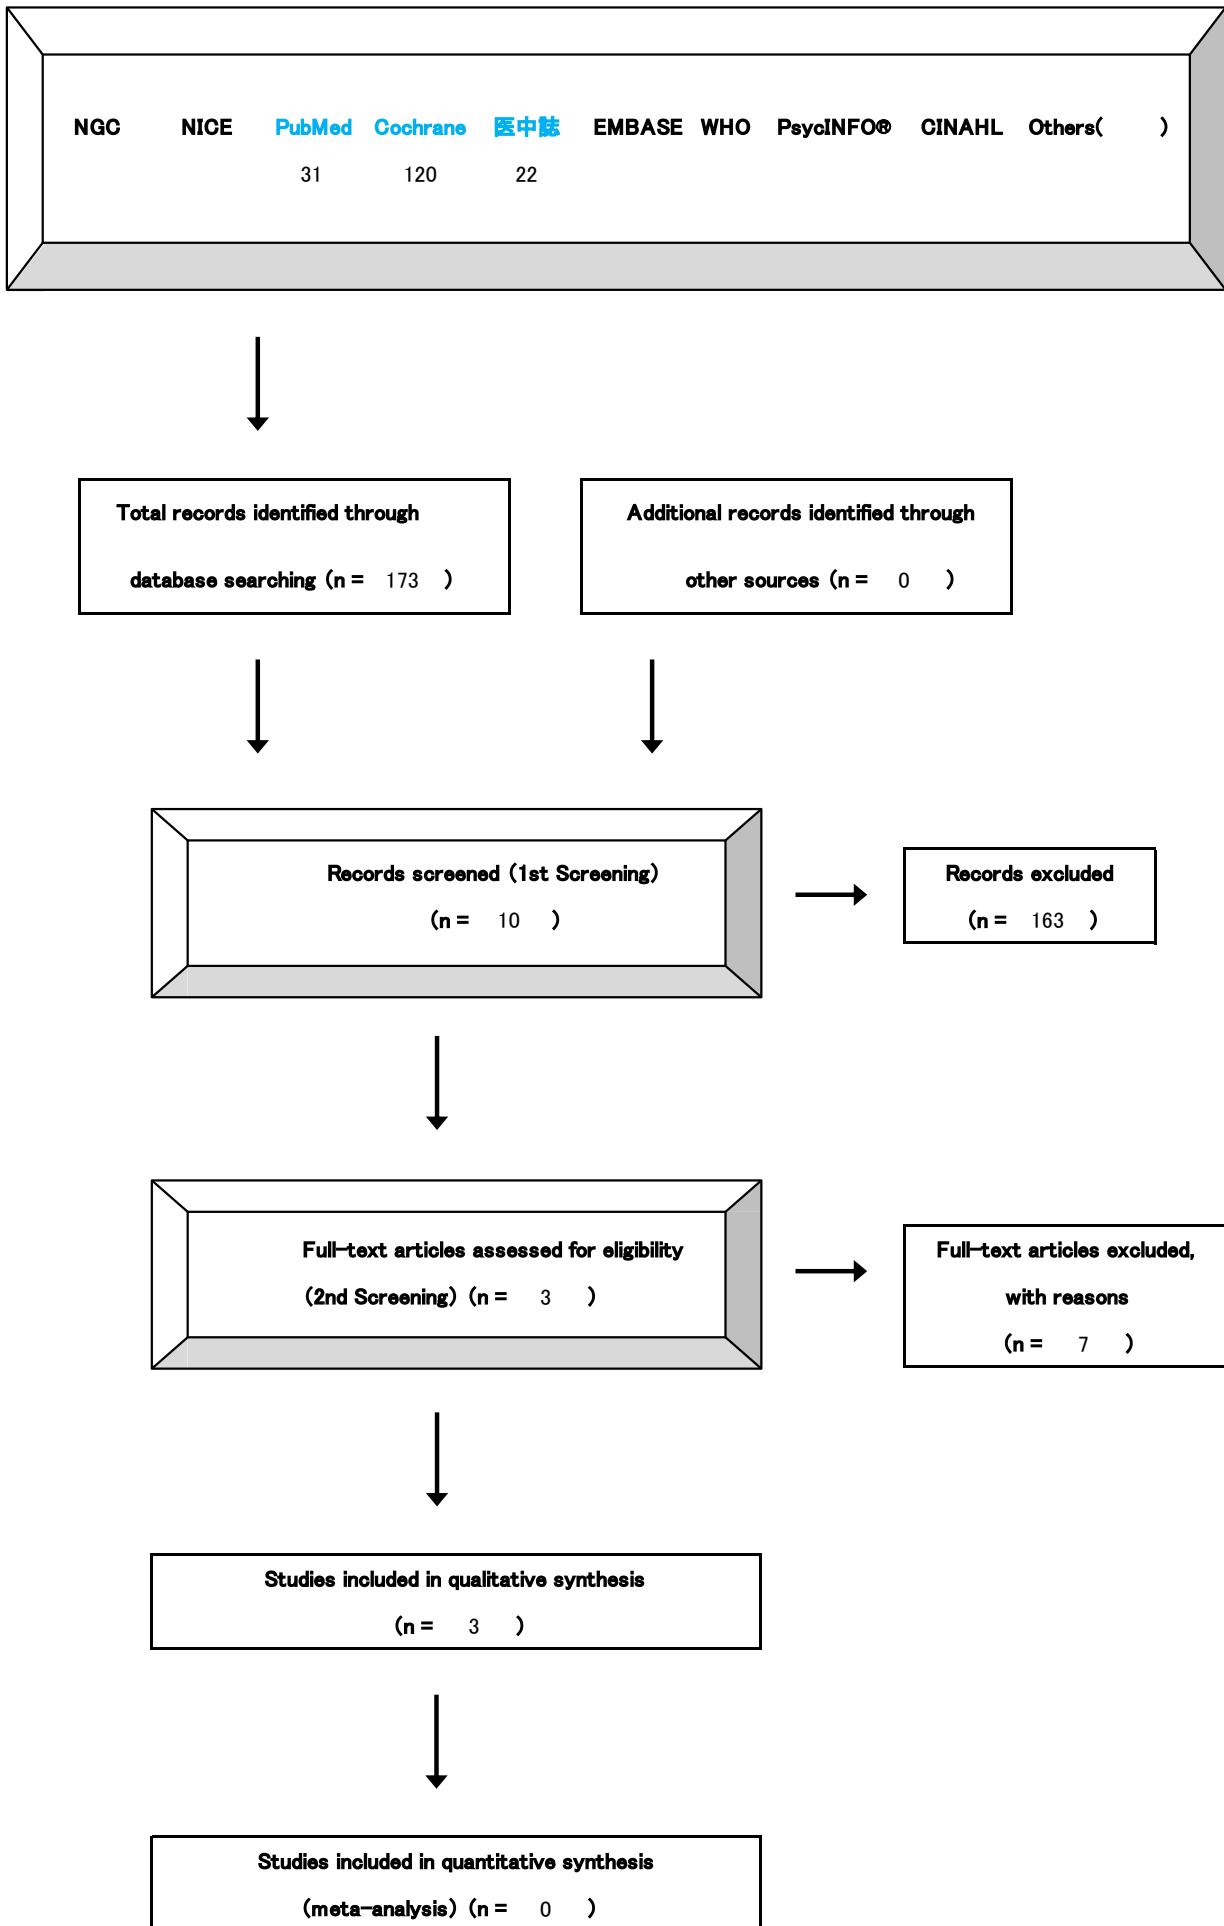 NGC NICE PubMed Cochrane 医中誌 EMBASE WHO PsycINFO® CINAHL Others( )
31 120 22
Total records identified through
database searching (n = 173 )
Additional records identified through
other sources (n = 0 )
Records screened (1st Screening)
(n = 10 )
Records excluded
(n = 163 )
Full-text articles assessed for eligibility
(2nd Screening) (n = 3 )
Full-text articles excluded,
with reasons
(n = 7 )
Studies included in qualitative synthesis
(n = 3 )
Studies included in quantitative synthesis
(meta-analysis) (n = 0 )